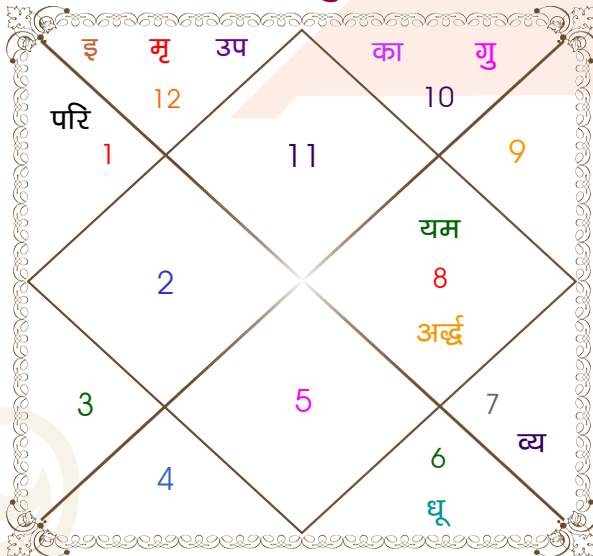 इ मृ उप का गु
12 10
परि
1 11 9
यम
2 8
अर्द्ध
3 5 7
व्य
4 6
धू